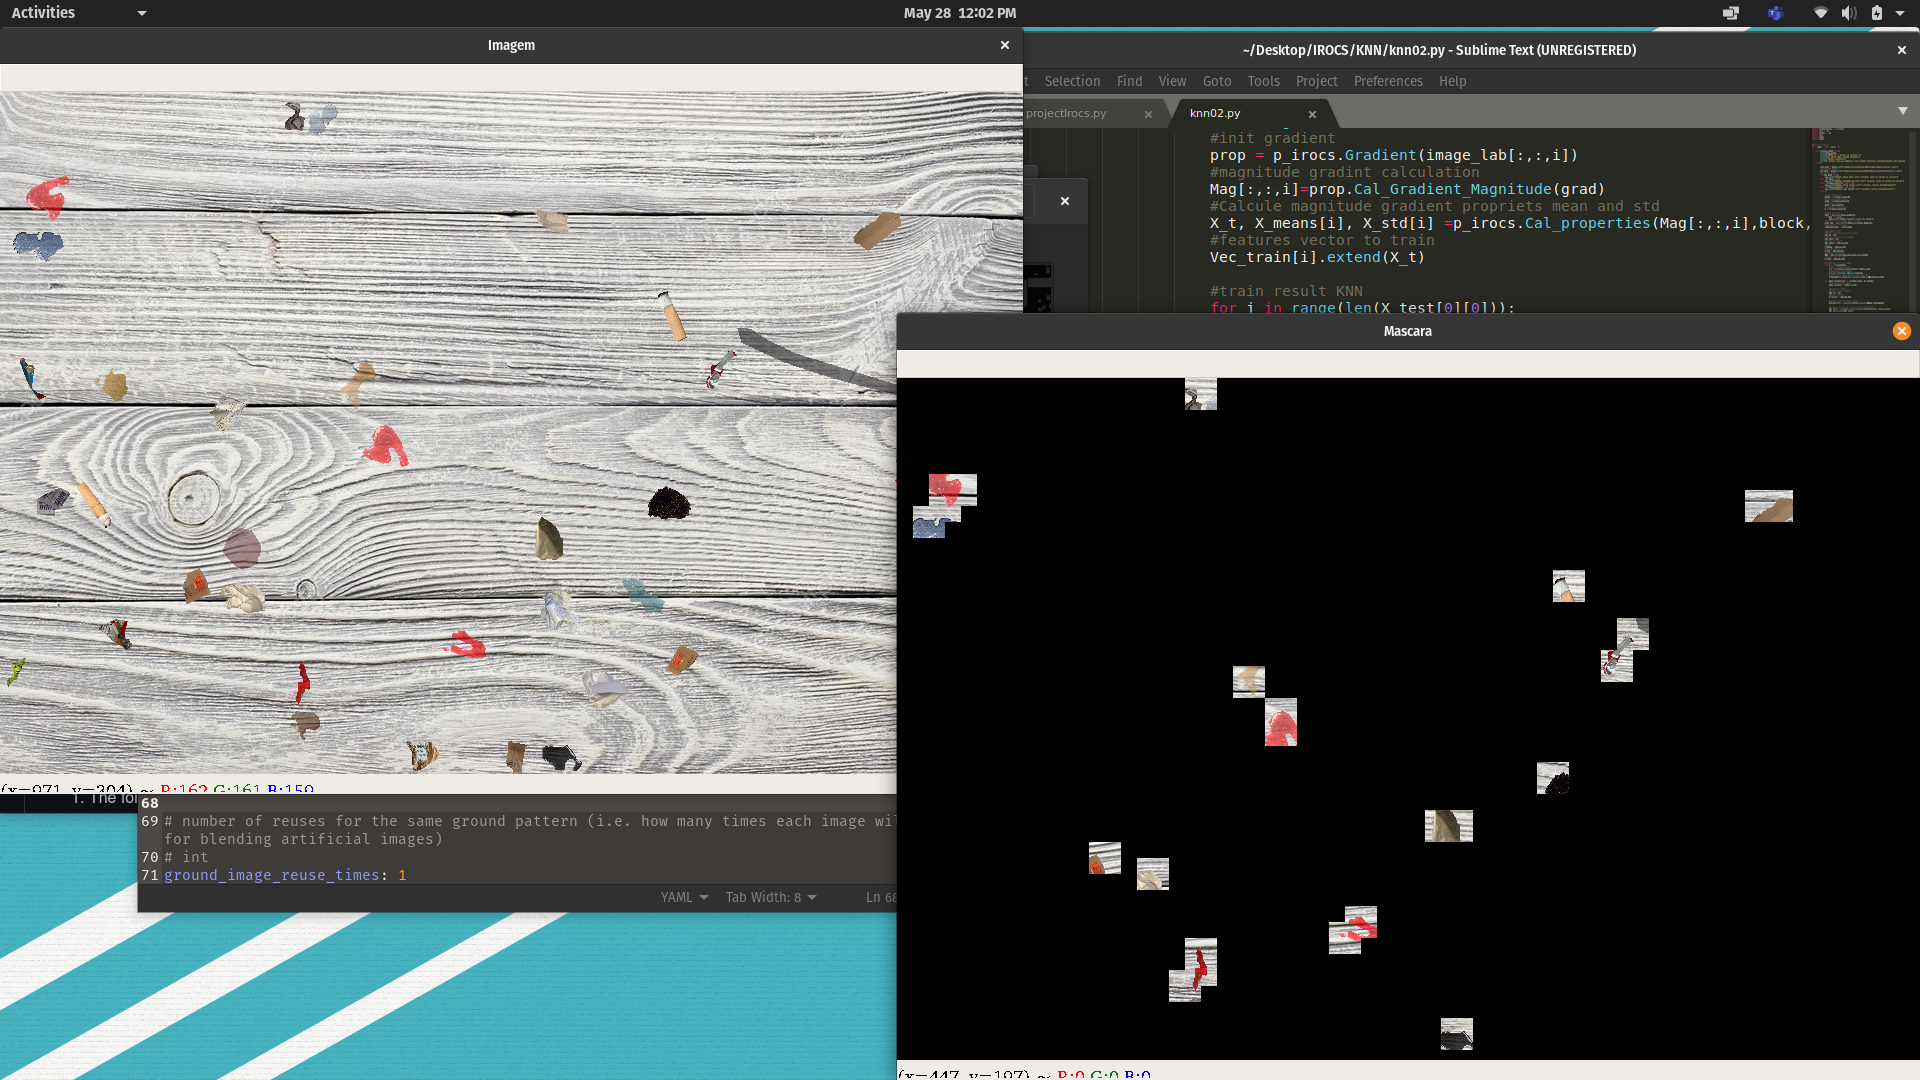 Activities
May 28 12:02 PM
Imagem
~/Desktop/IROCS/KNN/knn02.py - Sublime Text (UNREGISTERED)
Selection Find View Goto Tools Project Preferences Help
projectIrocs.py
knn02.py
#init gradient
prop = p_irocs.Gradient(image_lab[:,:,i])
#magnitude gradint calculation
Mag[:,:,i]=prop.Cal_Gradient_Magnitude(grad)
#Calcule magnitude gradient propriets mean and std
X_t, X_means[i], X_std[i] =p_irocs.Cal_properties(Mag[:,:,i],block,
#features vector to train
Vec_train[i].extend(X_t)
#train result KNN
for j in range(len(X_test[0][0])):
Mascara
(x=971, y=304) ~ R:162 G:161 B:159
1. The fo
68
69 # number of reuses for the same ground pattern (i.e. how many times each image wi
for blending artificial images)
70 # int
71 ground_image_reuse_times: 1
YAML Tab Width: 8 Ln 68
(x=447, y=197) ~ R:0 G:0 B:0